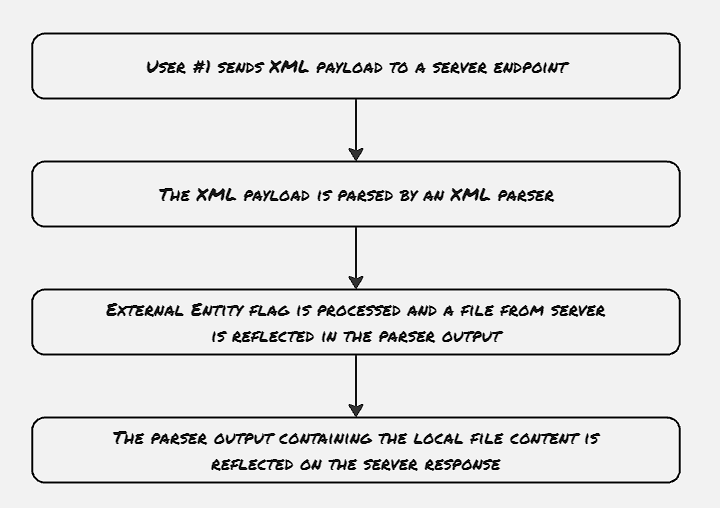 User #1 sends XML payload to a server endpoint
The XML payload is parsed by an XML parser
External Entity flag is processed and a file from server
is reflected in the parser output
The parser output containing the local file content is
reflected on the server response